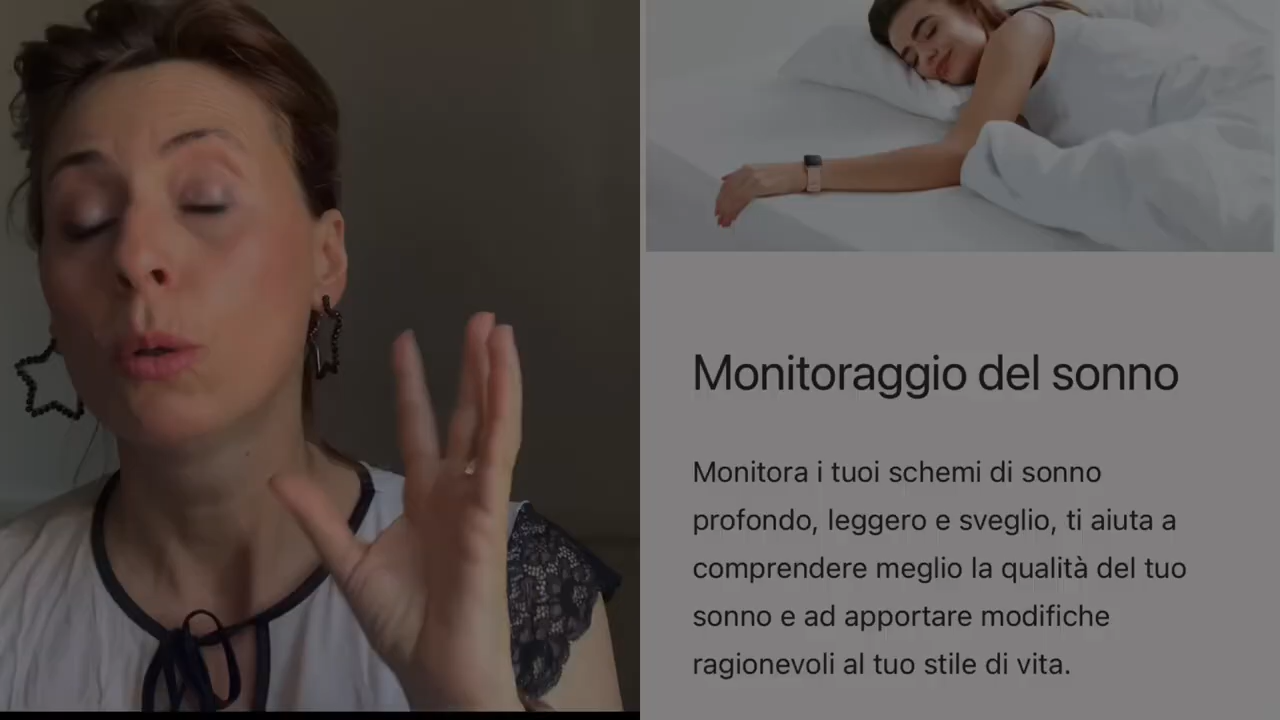 Monitoraggio del sonno
Monitora i tuoi schemi di sonno
profondo, leggero e sveglio, ti aiuta a
comprendere meglio la qualità del tuo
sonno e ad apportare modifiche
ragionevoli al tuo stile di vita.